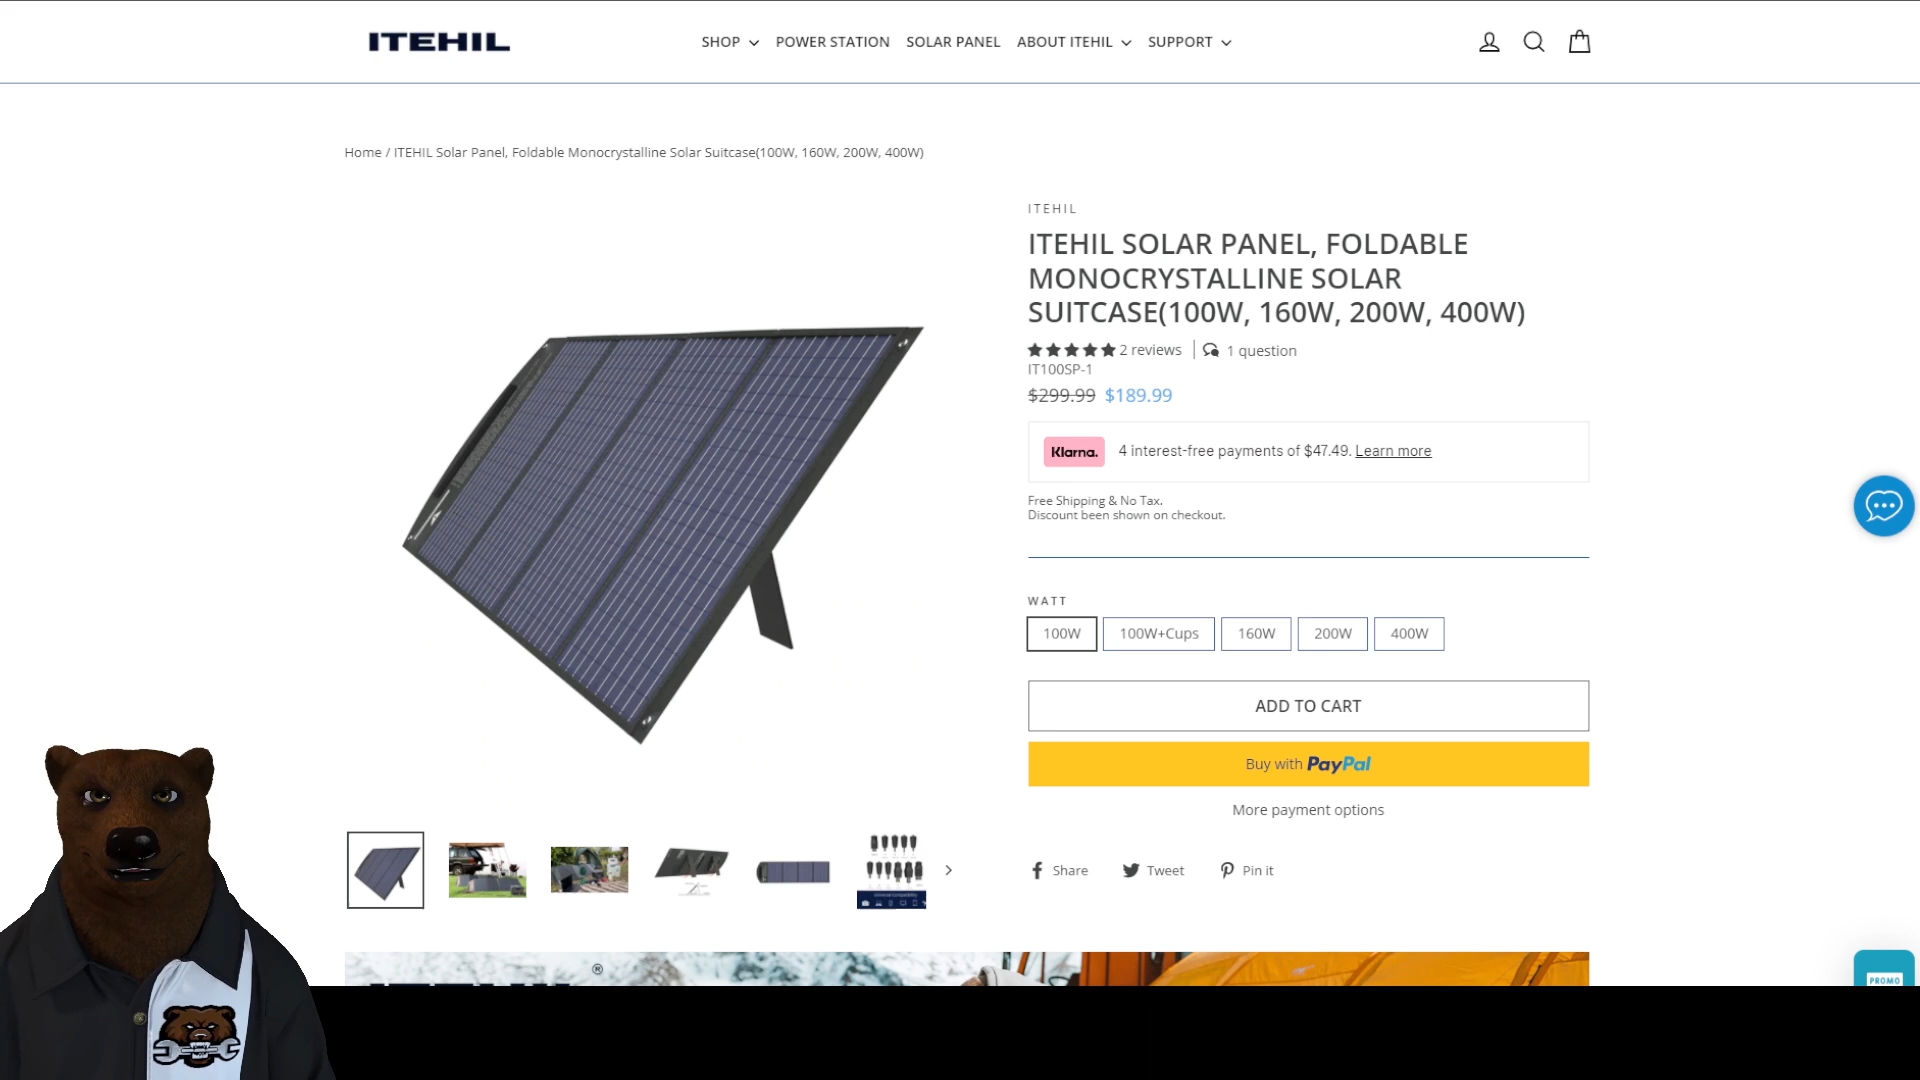 ITEHIL
SHOP
POWER STATION
SOLAR PANEL
ABOUT ITEHIL
SUPPORT
Home / ITEHIL Solar Panel, Foldable Monocrystalline Solar Suitcase(100W, 160W, 200W, 400W)
ITEHIL
ITEHIL SOLAR PANEL, FOLDABLE
MONOCRYSTALLINE SOLAR
SUITCASE(100W, 160W, 200W, 400W)
2 reviews
1 question
IT100SP-1
$299.99 $189.99
Klarna. 4 interest-free payments of $47.49. Learn more
Free Shipping & No Tax.
Discount been shown on checkout.
WATT
100W
100W+Cups
160W
200W
400W
ADD TO CART
Buy with PayPal
More payment options
Share
Tweet
Pin it
®
PROMO